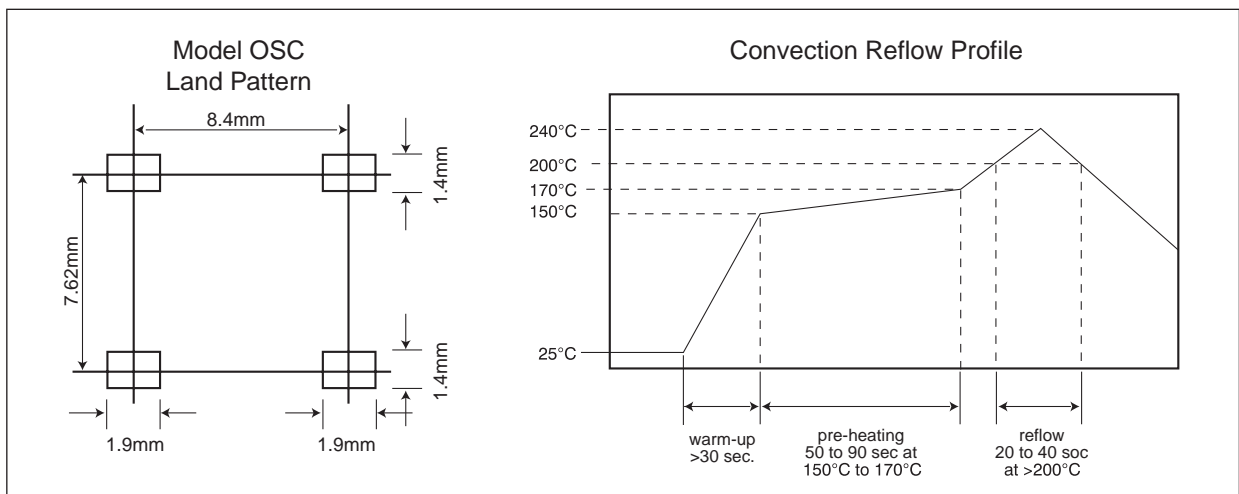 Model OSC
Land Pattern
8.4mm
1.4mm
7.62mm
1.4mm
1.9mm
1.9mm
Convection Reflow Profile
240°C
200°C
170°C
150°C
25°C
warm-up
>30 sec.
pre-heating
50 to 90 sec at
150°C to 170°C
reflow
20 to 40 soc
at >200°C